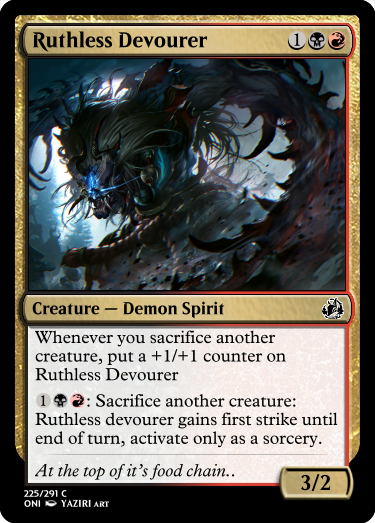 Ruthless Devourer 1
Creature — Demon Spirit
Whenever you sacrifice another
creature, put a +1/+1 counter on
Ruthless Devourer
1 : Sacrifice another creature:
Ruthless devourer gains first strike until
end of turn, activate only as a sorcery.
At the top of it's food chain..
3/2
225/291 C
ONI YAZIRI ART